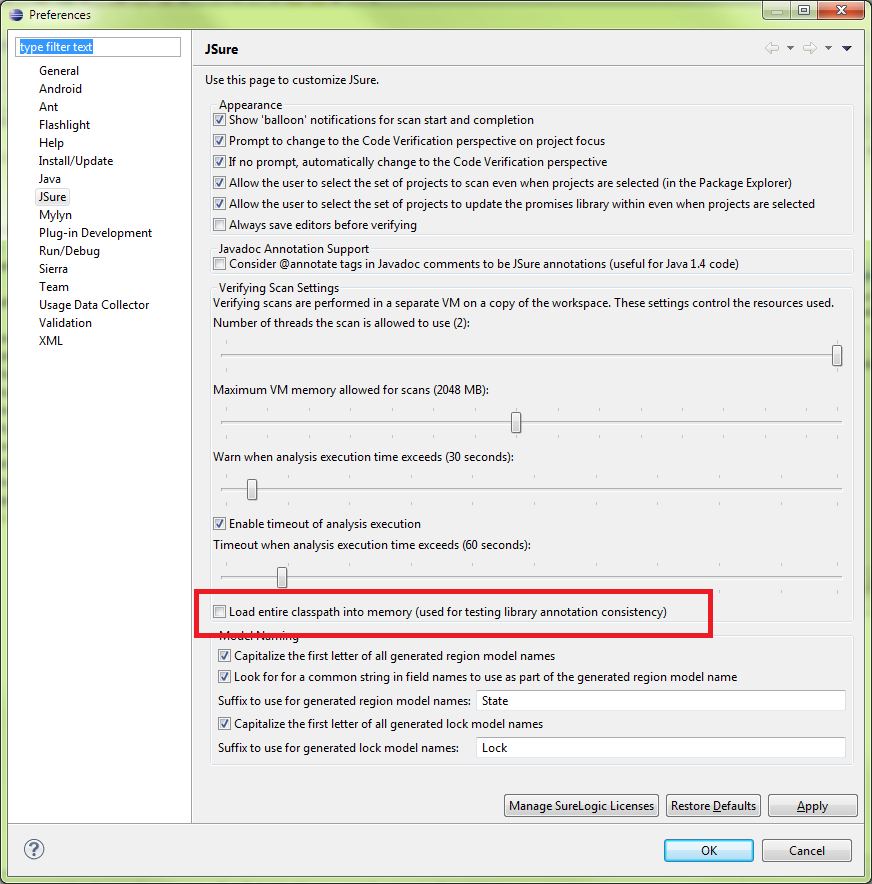 Preferences
type filter text
General
Android
Ant
Flashlight
Help
Install/Update
Java
JSure
Mylyn
Plug-in Development
Run/Debug
Sierra
Team
Usage Data Collector
Validation
XML
JSure
Use this page to customize JSure.
Appearance
Show 'balloon' notifications for scan start and completion
Prompt to change to the Code Verification perspective on project focus
If no prompt, automatically change to the Code Verification perspective
Allow the user to select the set of projects to scan even when projects are selected (in the Package Explorer)
Allow the user to select the set of projects to update the promises library within even when projects are selected
Always save editors before verifying
Javadoc Annotation Support
Consider @annotate tags in Javadoc comments to be JSure annotations (useful for Java 1.4 code)
Verifying Scan Settings
Verifying scans are performed in a separate VM on a copy of the workspace. These settings control the resources used.
Number of threads the scan is allowed to use (2):
Maximum VM memory allowed for scans (2048 MB):
Warn when analysis execution time exceeds (30 seconds):
Enable timeout of analysis execution
Timeout when analysis execution time exceeds (60 seconds):
Load entire classpath into memory (used for testing library annotation consistency)
Model Naming
Capitalize the first letter of all generated region model names
Look for for a common string in field names to use as part of the generated region model name
Suffix to use for generated region model names: State
Capitalize the first letter of all generated lock model names
Suffix to use for generated lock model names: Lock
Manage SureLogic Licenses Restore Defaults Apply
? OK Cancel